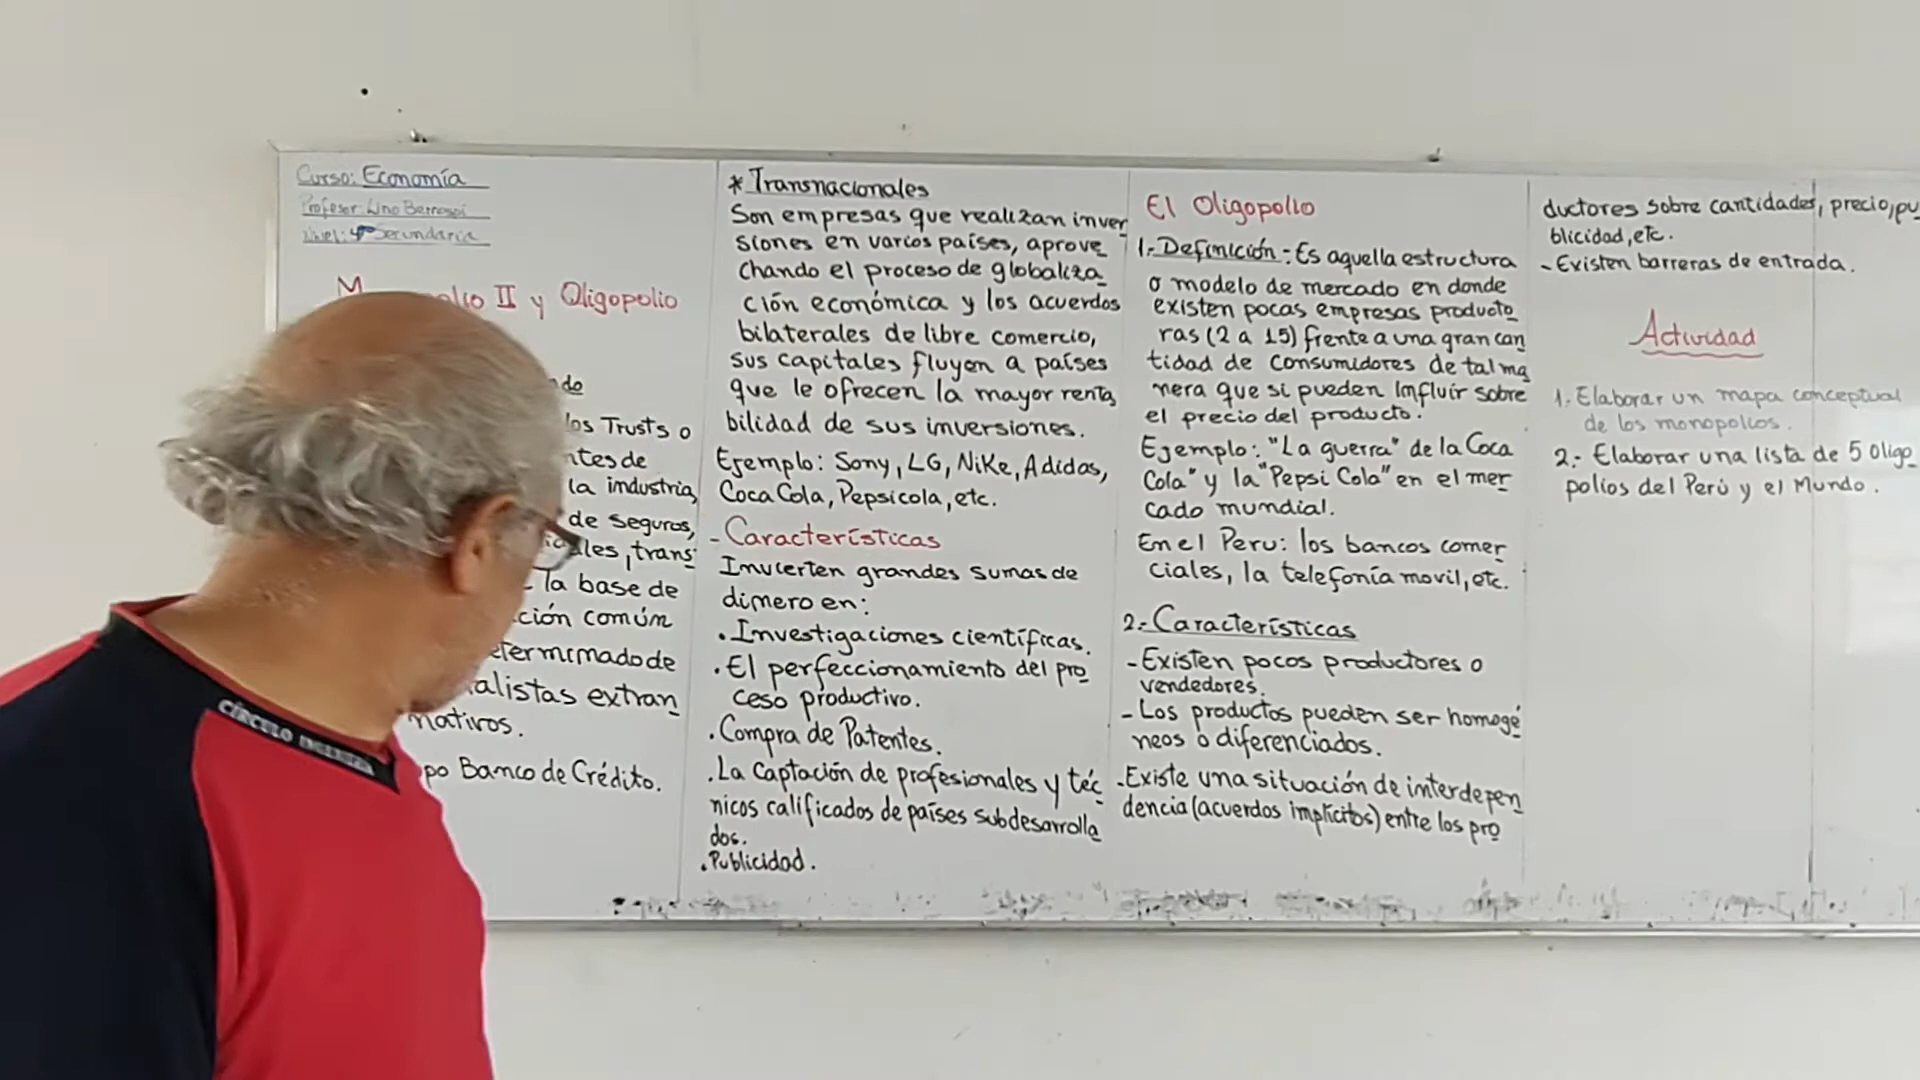 Curso: Economía
Profesor: Lino
Nivel: 4º Secundaria
II y Oligopolio
los Trusts o
la industria,
de seguros,
, trans
la base de
ción común
de
alistas extran
nativos.
po Banco de Crédito.
* Transnacionales
Son empresas que realizan inver
siones en varios países, aprove
chando el proceso de globaliza
ción económica y los acuerdos
bilaterales de libre comercio,
sus capitales fluyen a países
que le ofrecen la mayor renta
bilidad de sus inversiones.
Ejemplo: Sony, LG, Nike, Adidas,
Coca Cola, Pepsicola, etc.
- Características
Invierten grandes sumas de
dinero en:
. Investigaciones científicas.
. El perfeccionamiento del pro
ceso productivo.
. Compra de Patentes.
. La Captación de profesionales y téc
nicos calificados de países subdesarrolla
dos.
. Publicidad.
El Oligopolio
1.- Definición: Es aquella estructura
o modelo de mercado en donde
existen pocas empresas producto
ras (2 a 15) frente a una gran can
tidad de consumidores de tal ma
nera que si pueden influir sobre
el precio del producto.
Ejemplo: "La guerra" de la Coca
Cola" y la "Pepsi Cola" en el mer
cado mundial.
En el Peru: los bancos comer
ciales, la telefonía movil, etc.
2.- Características
- Existen pocos productores o
vendedores.
- Los productos pueden ser homogé
neos o diferenciados.
- Existe una situación de interdepen
dencia (acuerdos implícitos) entre los pro
ductores sobre cantidades, precio, pu
blicidad, etc.
- Existen barreras de entrada.
Actividad
1.- Elaborar un mapa conceptual
de los monopolios.
2.- Elaborar una lista de 5 Oligo
polios del Perú y el Mundo.
CÍRCULO